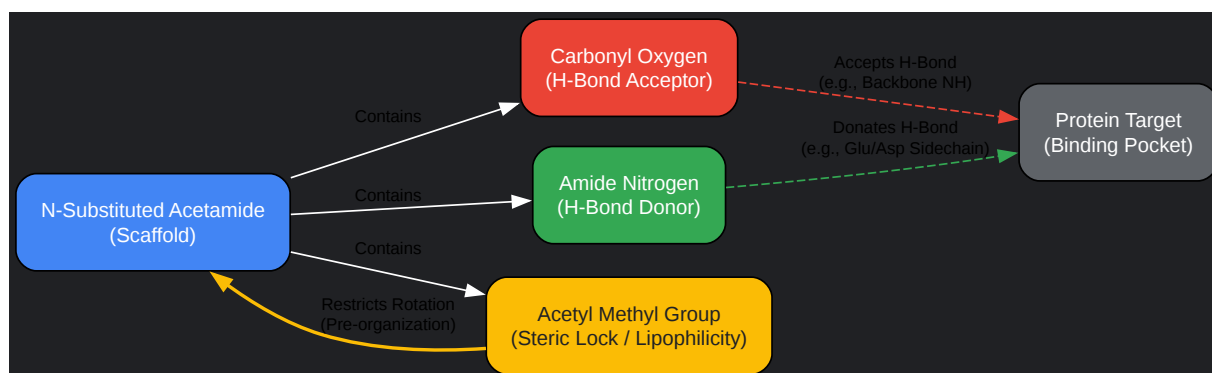 Carbonyl Oxygen
(H-Bond Acceptor)
Accepts H-Bond
(e.g., Backbone NH)
Contains
Protein Target
(Binding Pocket)
Donates H-Bond
(e.g., Glu/Asp Sidechain)
Amide Nitrogen
(H-Bond Donor)
Contains
N-Substituted Acetamide
(Scaffold)
Contains
Restricts Rotation
(Pre-organization)
Acetyl Methyl Group
(Steric Lock / Lipophilicity)